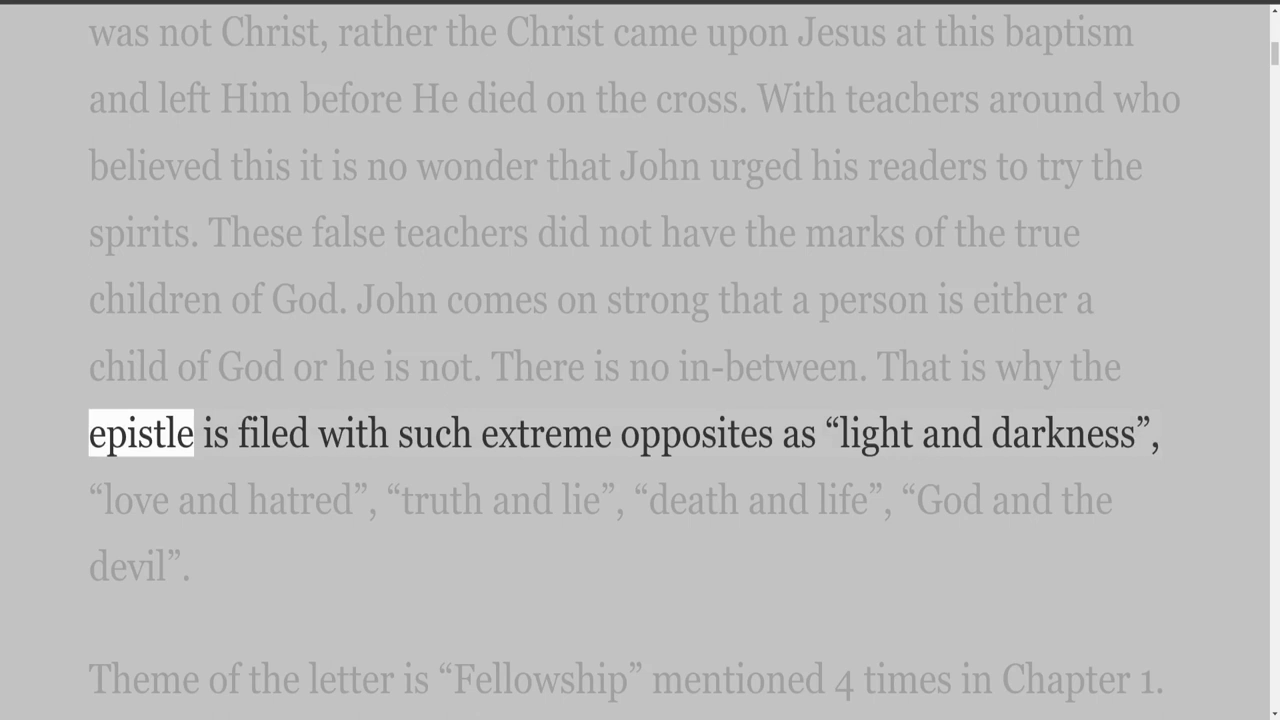 was not Christ, rather the Christ came upon Jesus at this baptism
and left Him before He died on the cross. With teachers around who
believed this it is no wonder that John urged his readers to try the
spirits. These false teachers did not have the marks of the true
children of God. John comes on strong that a person is either a
child of God or he is not. There is no in-between. That is why the
epistle is filed with such extreme opposites as “light and darkness”,
“love and hatred”, “truth and lie”, “death and life”, “God and the
devil”.
Theme of the letter is “Fellowship” mentioned 4 times in Chapter 1.